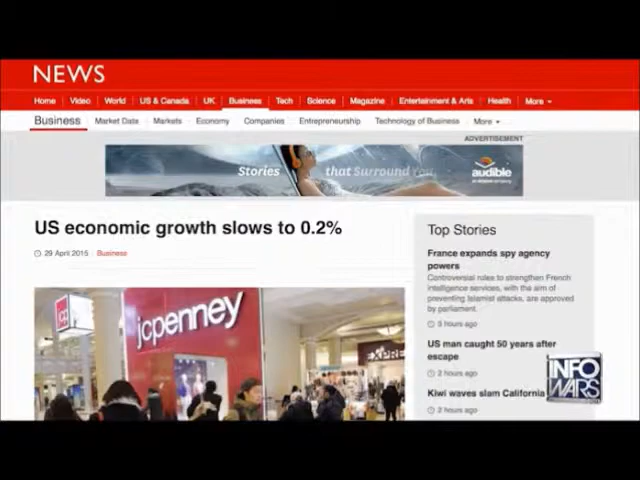 NEWS
Home Video World US & Canada UK Business Tech Science Magazine Entertainment & Arts Health More
Business Market Data Markets Economy Companies Entrepreneurship Technology of Business More
ADVERTISEMENT
Stories that Surround You
audible
US economic growth slows to 0.2%
29 April 2015 Business
jcp
jcpenney
EXPRESS
Top Stories
France expands spy agency
powers
Controversial rules to strengthen French
intelligence services, with the aim of
preventing Islamist attacks, are approved
by parliament.
3 hours ago
US man caught 50 years after
escape
2 hours ago
Kiwi waves slam California
2 hours ago
INFO
WARS